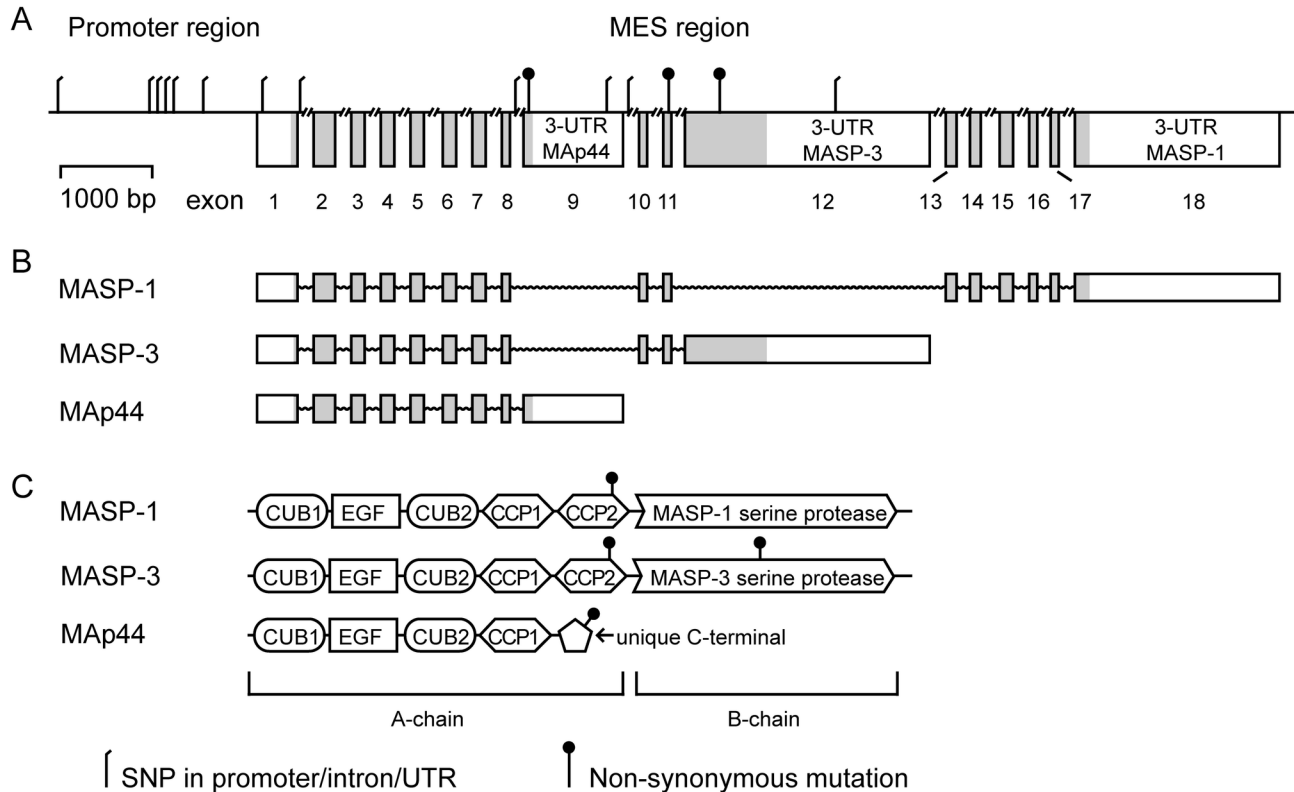 A
Promoter region MES region
3-UTR MAp44
3-UTR MASP-3
3-UTR MASP-1
1000 bp exon 1 2 3 4 5 6 7 8 9 10 11 12 13 14 15 16 17 18
B
MASP-1
MASP-3
MAp44
C
MASP-1 CUB1 EGF CUB2 CCP1 CCP2 MASP-1 serine protease
MASP-3 CUB1 EGF CUB2 CCP1 CCP2 MASP-3 serine protease
MAp44 CUB1 EGF CUB2 CCP1 unique C-terminal
A-chain B-chain
SNP in promoter/intron/UTR Non-synonymous mutation